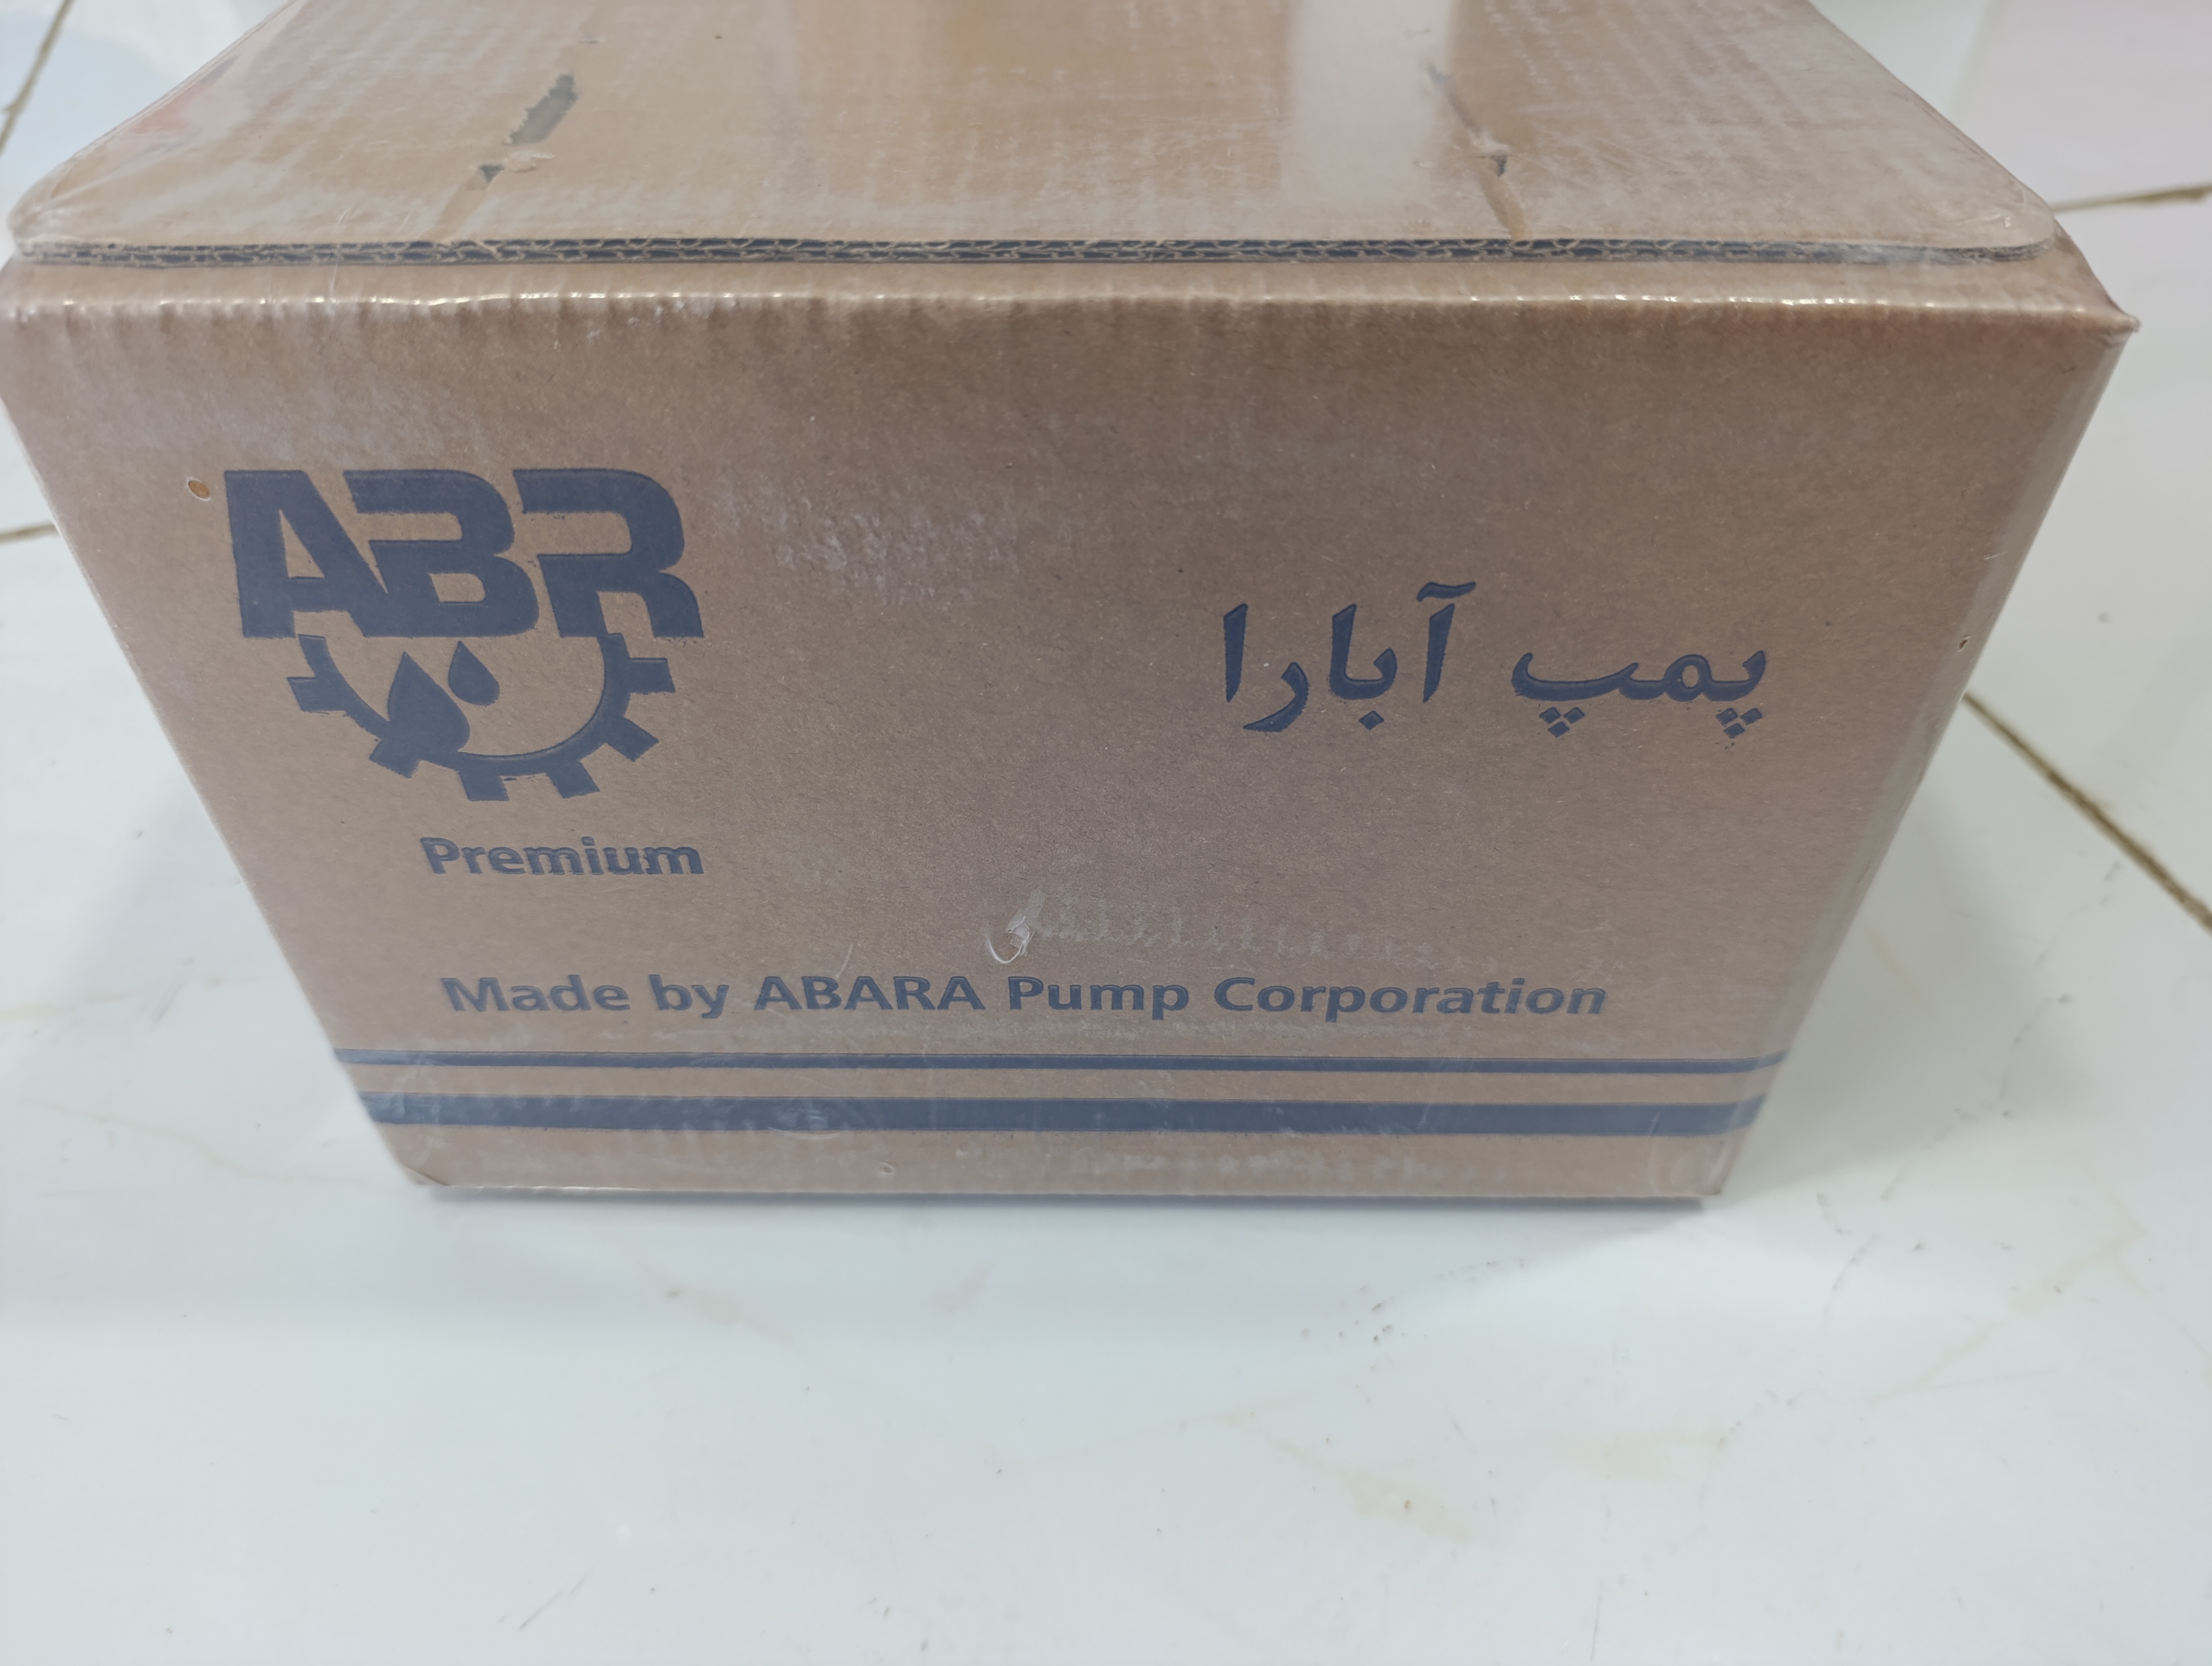 ABR
پمپ آبارا
Premium
Made by ABARA Pump Corporation